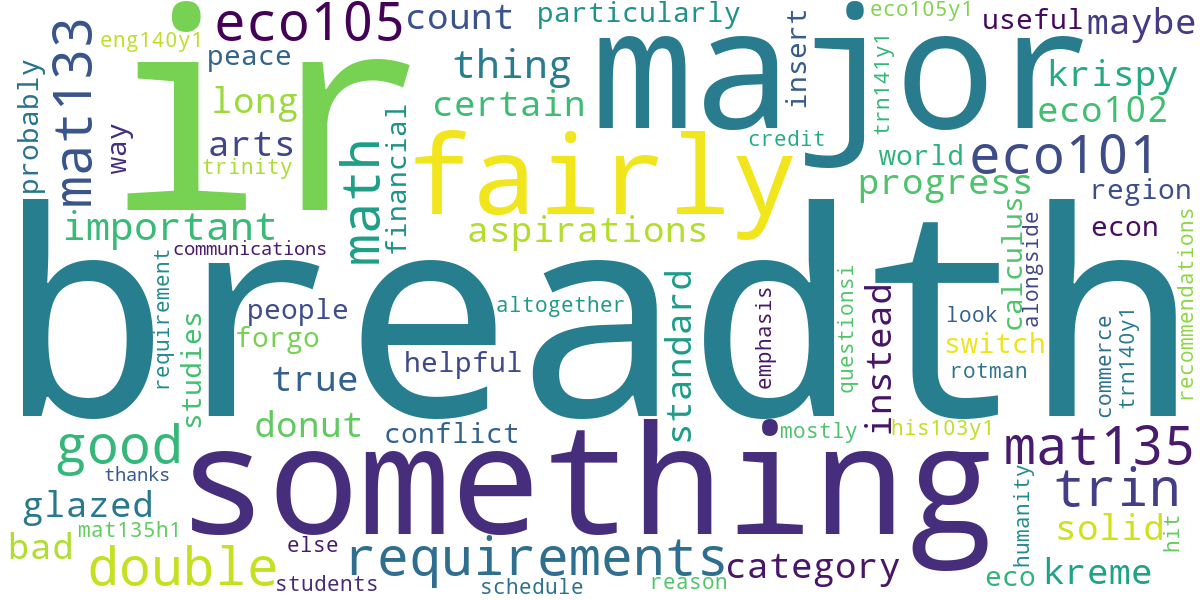 ir
major
breadth
something
fairly
eco105
count
particularly
eco105y1
useful
maybe
eng140y1
peace
thing
insert
trn141y1
krispy
mat133
long
certain
eco102
probably
way
arts
trinity
financial
math
credit
world
eco101
progress
region
important
aspirations
econ
communications
calculus
alongside
recommendations
requirement
studies
people
forgo
altogether
helpful
standard
emphasis
questionsi
instead
look
switch
rotman
commerce
trn140y1
true
donut
conflict
mostly
his103y1
mat135
good
thanks
glazed
mat135h1
bad
double
else
students
requirements
schedule
reason
category
trin
humanity
solid
hit
eco
kreme